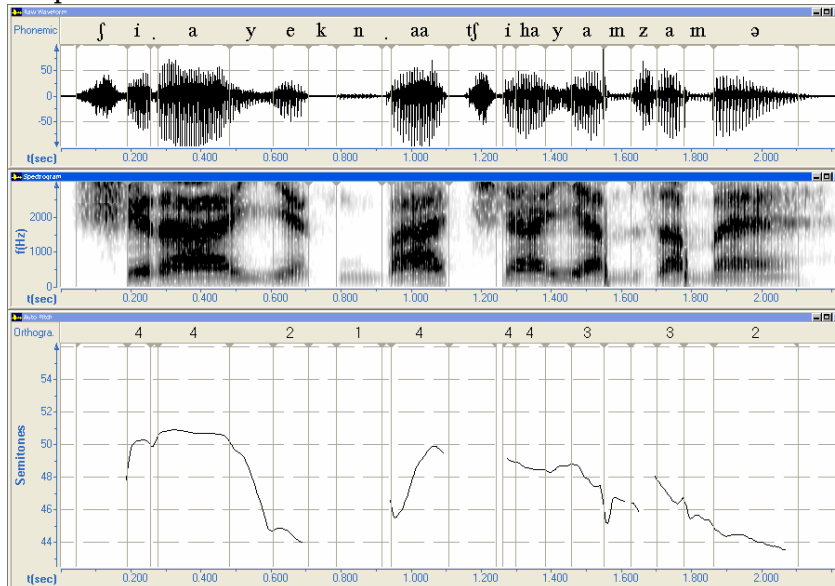 Raw Waveform
Phonemic ʃ i . a y e k n . aa tʃ i ha y a m z a m ə
50
0
-50
t(sec) 0.200 0.400 0.600 0.800 1.000 1.200 1.400 1.600 1.800 2.000
Spectrogram
f(Hz)
2000
1000
0
t(sec) 0.200 0.400 0.600 0.800 1.000 1.200 1.400 1.600 1.800 2.000
Auto Pitch
Orthogra. 4 4 2 1 4 4 4 3 3 2
Semitones
54
52
50
48
46
44
t(sec) 0.200 0.400 0.600 0.800 1.000 1.200 1.400 1.600 1.800 2.000